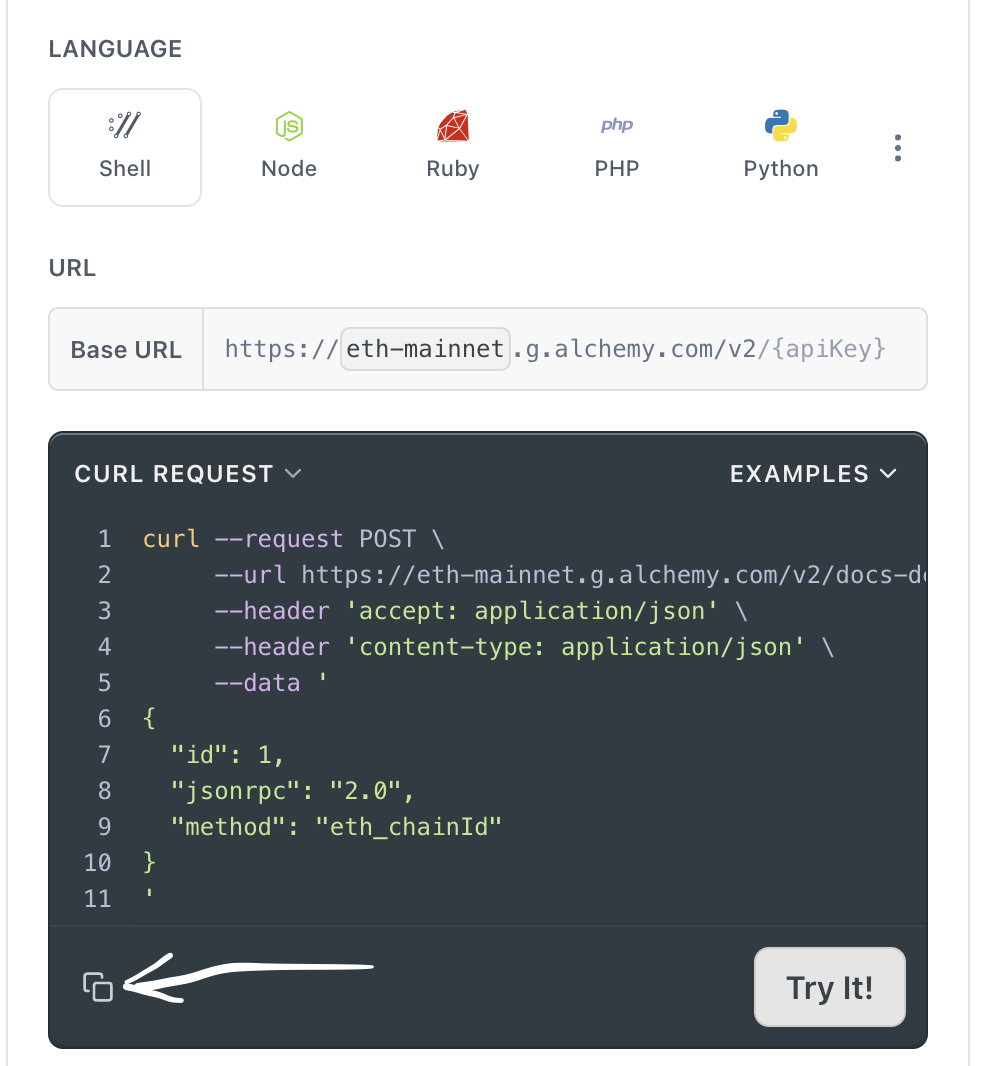 LANGUAGE
Shell
JS
Node
Ruby
php
PHP
Python
URL
Base URL https://eth-mainnet.g.alchemy.com/v2/{apiKey}
CURL REQUEST EXAMPLES
1 curl --request POST \
2      --url https://eth-mainnet.g.alchemy.com/v2/docs-d
3      --header 'accept: application/json' \
4      --header 'content-type: application/json' \
5      --data '
6 {
7   "id": 1,
8   "jsonrpc": "2.0",
9   "method": "eth_chainId"
10 }
11 '
Try It!